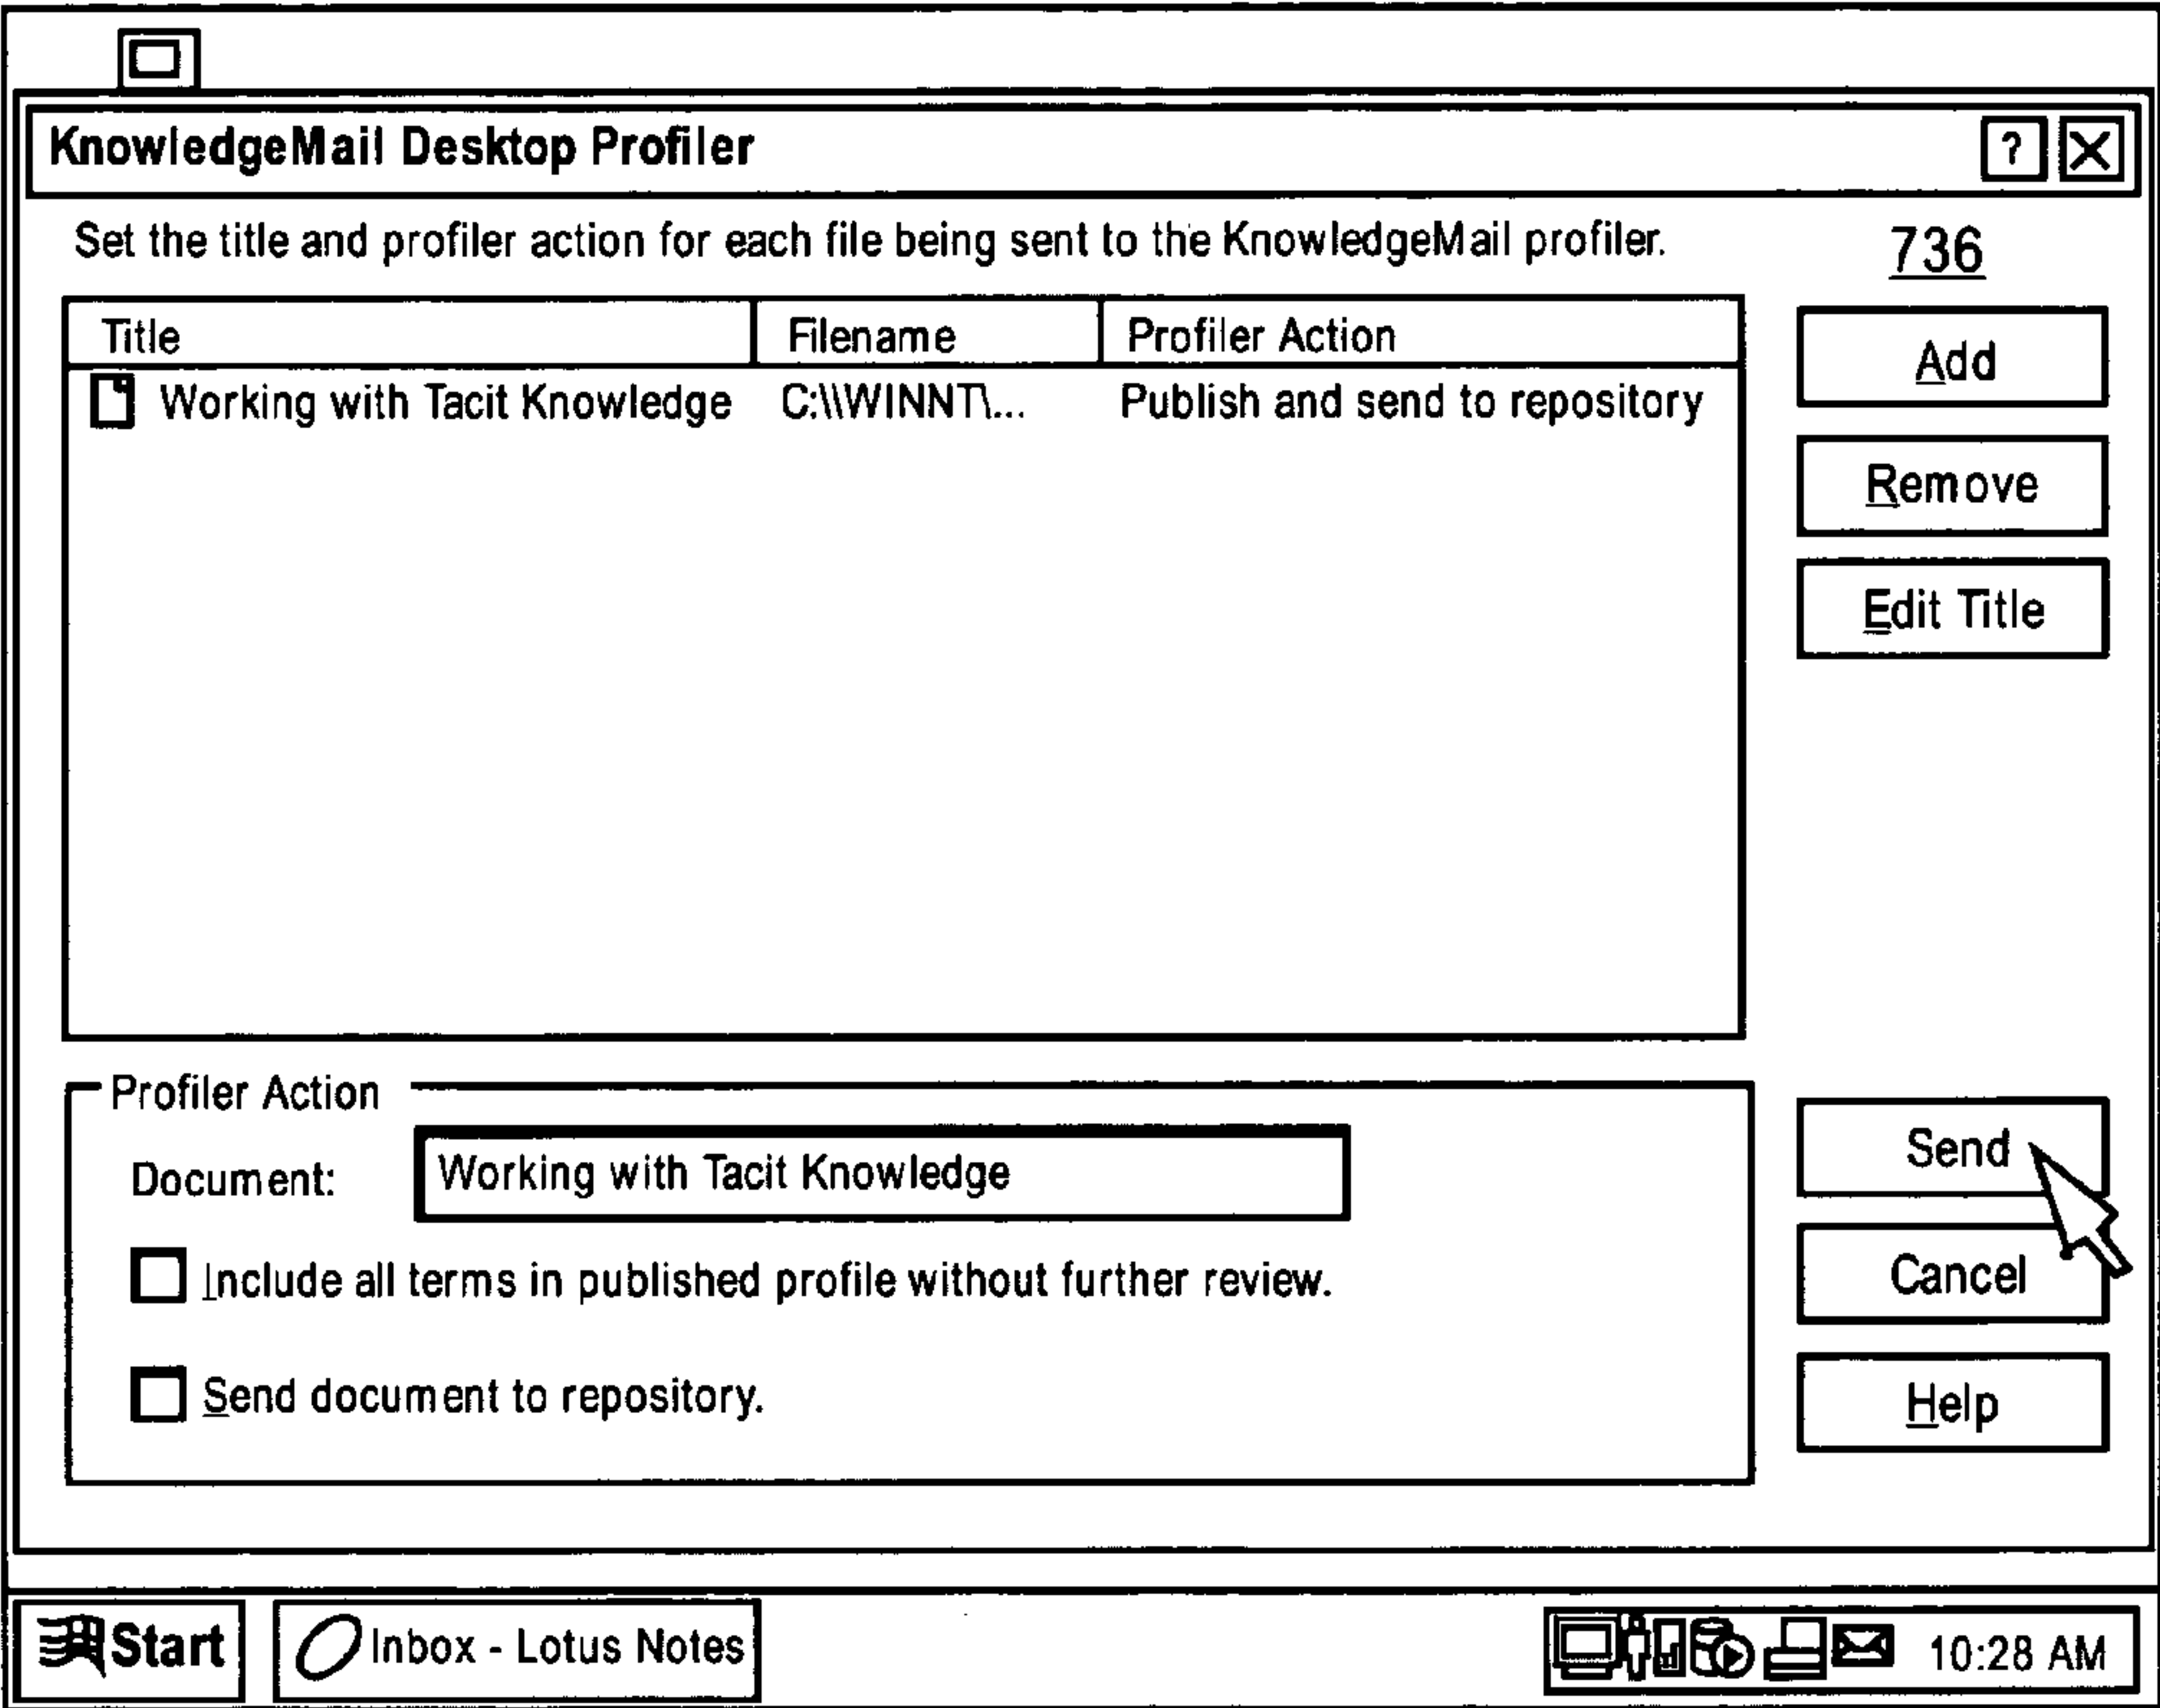 KnowledgeMail Desktop Profiler ?
Set the title and profiler action for each file being sent to the KnowledgeMail profiler.
736
Title Filename Profiler Action
Working with Tacit Knowledge C:\\WINNT\... Publish and send to repository
Add
Remove
Edit Title
Profiler Action
Document: Working with Tacit Knowledge
Include all terms in published profile without further review.
Send document to repository.
Send
Cancel
Help
Start Inbox - Lotus Notes 10:28 AM